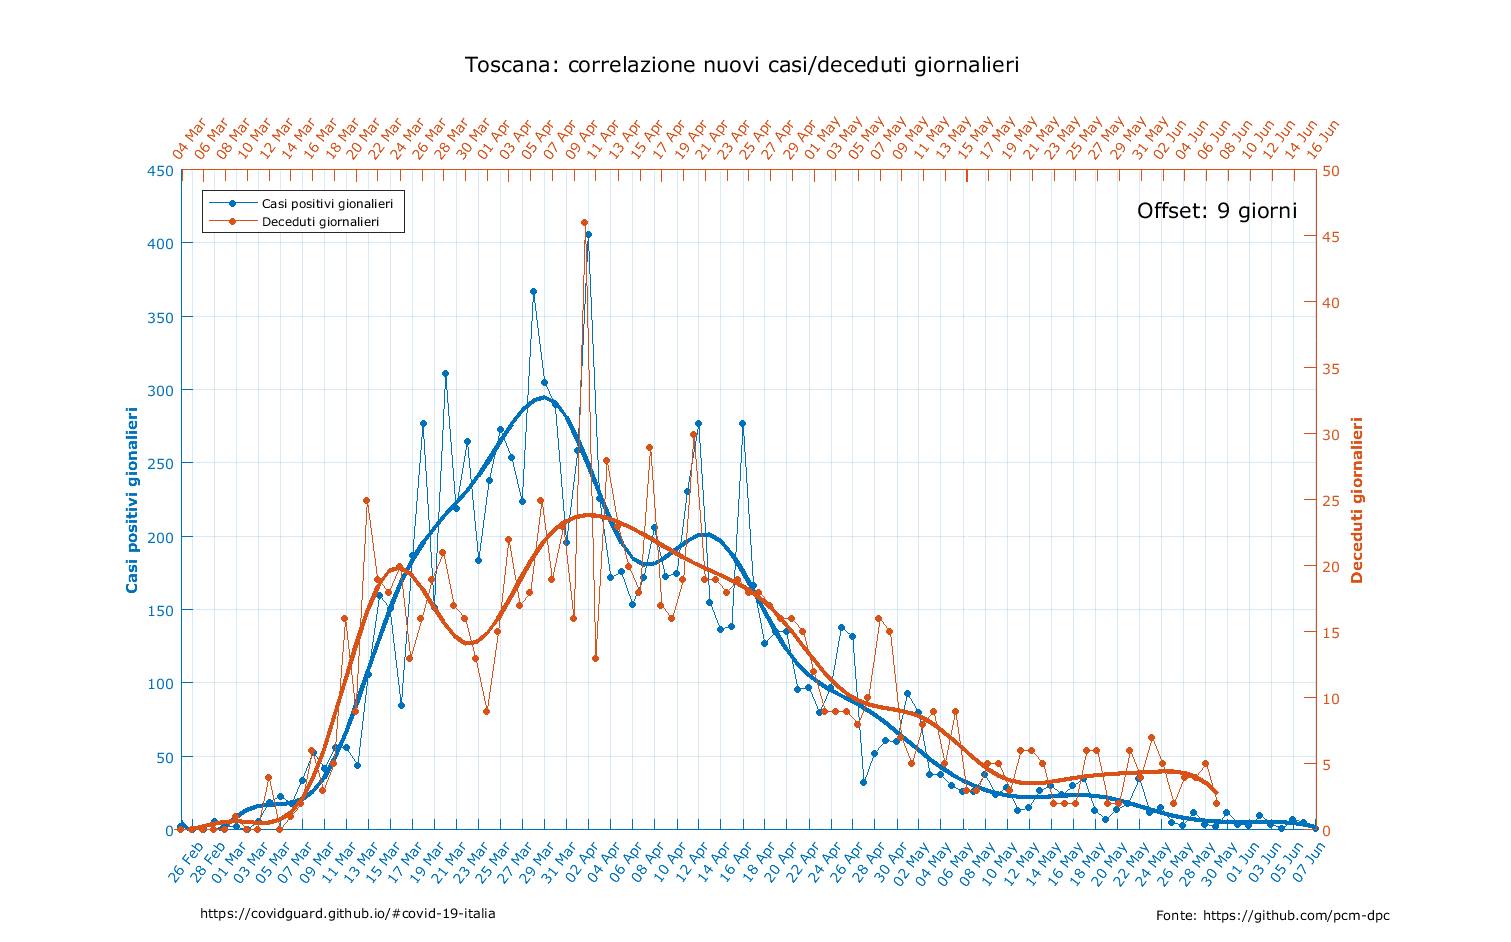 Toscana: correlazione nuovi casi/deceduti giornalieri
04 Mar
06 Mar
08 Mar
10 Mar
12 Mar
14 Mar
16 Mar
18 Mar
20 Mar
22 Mar
24 Mar
26 Mar
28 Mar
30 Mar
01 Apr
03 Apr
05 Apr
07 Apr
09 Apr
11 Apr
13 Apr
15 Apr
17 Apr
19 Apr
21 Apr
23 Apr
25 Apr
27 Apr
29 Apr
01 May
03 May
05 May
07 May
09 May
11 May
13 May
15 May
17 May
19 May
21 May
23 May
25 May
27 May
29 May
31 May
02 Jun
04 Jun
06 Jun
08 Jun
10 Jun
12 Jun
14 Jun
16 Jun
450
400
350
300
250
200
150
100
50
0
Casi positivi gionalieri
Casi positivi gionalieri
Deceduti giornalieri
Offset: 9 giorni
50
45
40
35
30
25
20
15
10
5
0
Deceduti giornalieri
26 Feb
28 Feb
01 Mar
03 Mar
05 Mar
07 Mar
09 Mar
11 Mar
13 Mar
15 Mar
17 Mar
19 Mar
21 Mar
23 Mar
25 Mar
27 Mar
29 Mar
31 Mar
02 Apr
04 Apr
06 Apr
08 Apr
10 Apr
12 Apr
14 Apr
16 Apr
18 Apr
20 Apr
22 Apr
24 Apr
26 Apr
28 Apr
30 Apr
02 May
04 May
06 May
08 May
10 May
12 May
14 May
16 May
18 May
20 May
22 May
24 May
26 May
28 May
30 May
01 Jun
03 Jun
05 Jun
07 Jun
https://covidguard.github.io/#covid-19-italia
Fonte: https://github.com/pcm-dpc